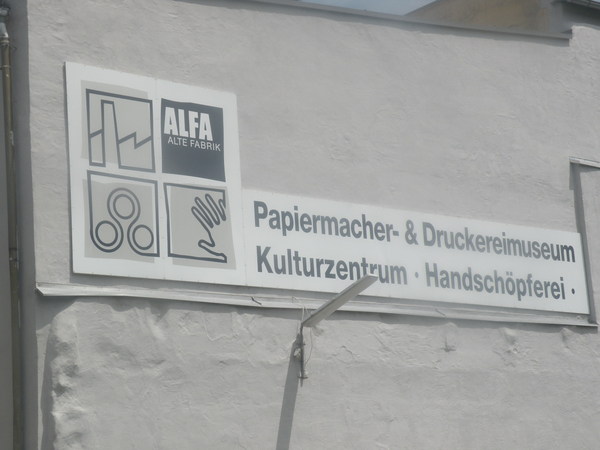 ALFA
ALTE FABRIK
Papiermacher- & Druckereimuseum
Kulturzentrum · Handschöpferei ·